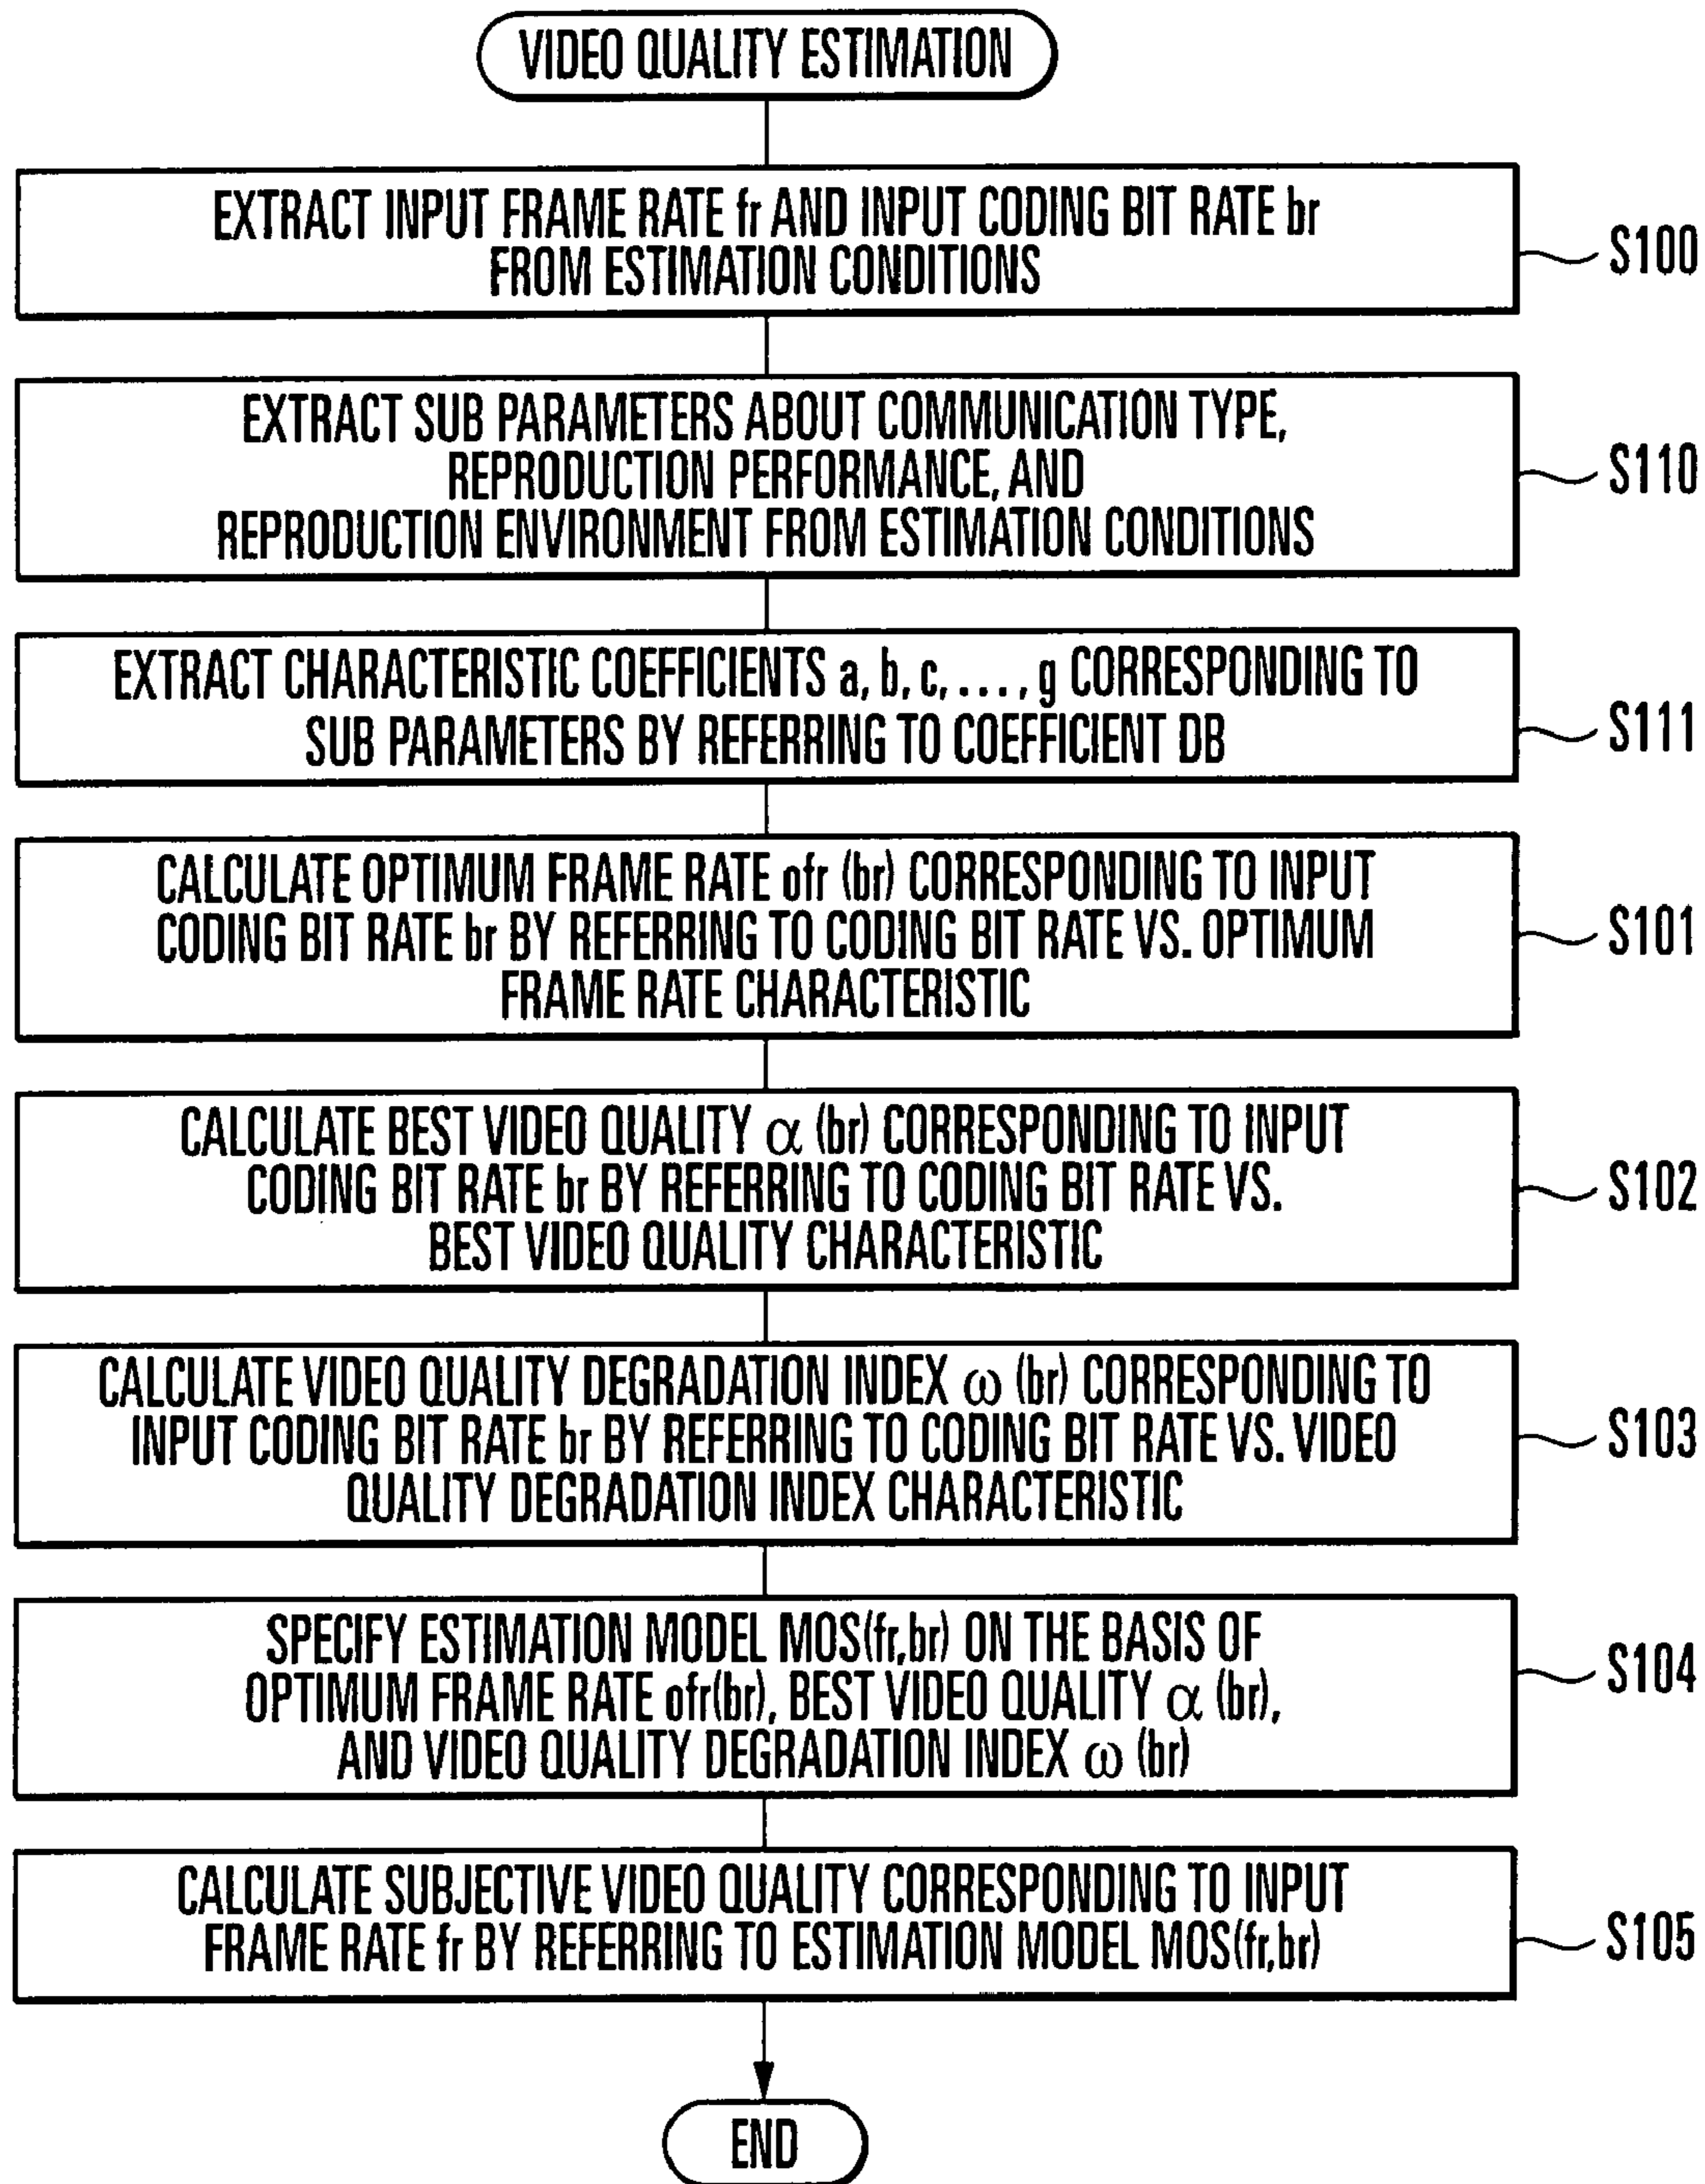 VIDEO QUALITY ESTIMATION
EXTRACT INPUT FRAME RATE fr AND INPUT CODING BIT RATE br
FROM ESTIMATION CONDITIONS
S100
EXTRACT SUB PARAMETERS ABOUT COMMUNICATION TYPE,
REPRODUCTION PERFORMANCE, AND
REPRODUCTION ENVIRONMENT FROM ESTIMATION CONDITIONS
S110
EXTRACT CHARACTERISTIC COEFFICIENTS a, b, c, . . . , g CORRESPONDING TO
SUB PARAMETERS BY REFERRING TO COEFFICIENT DB
S111
CALCULATE OPTIMUM FRAME RATE ofr (br) CORRESPONDING TO INPUT
CODING BIT RATE br BY REFERRING TO CODING BIT RATE VS. OPTIMUM
FRAME RATE CHARACTERISTIC
S101
CALCULATE BEST VIDEO QUALITY α (br) CORRESPONDING TO INPUT
CODING BIT RATE br BY REFERRING TO CODING BIT RATE VS.
BEST VIDEO QUALITY CHARACTERISTIC
S102
CALCULATE VIDEO QUALITY DEGRADATION INDEX ω (br) CORRESPONDING TO
INPUT CODING BIT RATE br BY REFERRING TO CODING BIT RATE VS. VIDEO
QUALITY DEGRADATION INDEX CHARACTERISTIC
S103
SPECIFY ESTIMATION MODEL MOS(fr,br) ON THE BASIS OF
OPTIMUM FRAME RATE ofr(br), BEST VIDEO QUALITY α (br),
AND VIDEO QUALITY DEGRADATION INDEX ω (br)
S104
CALCULATE SUBJECTIVE VIDEO QUALITY CORRESPONDING TO INPUT
FRAME RATE fr BY REFERRING TO ESTIMATION MODEL MOS(fr,br)
S105
END